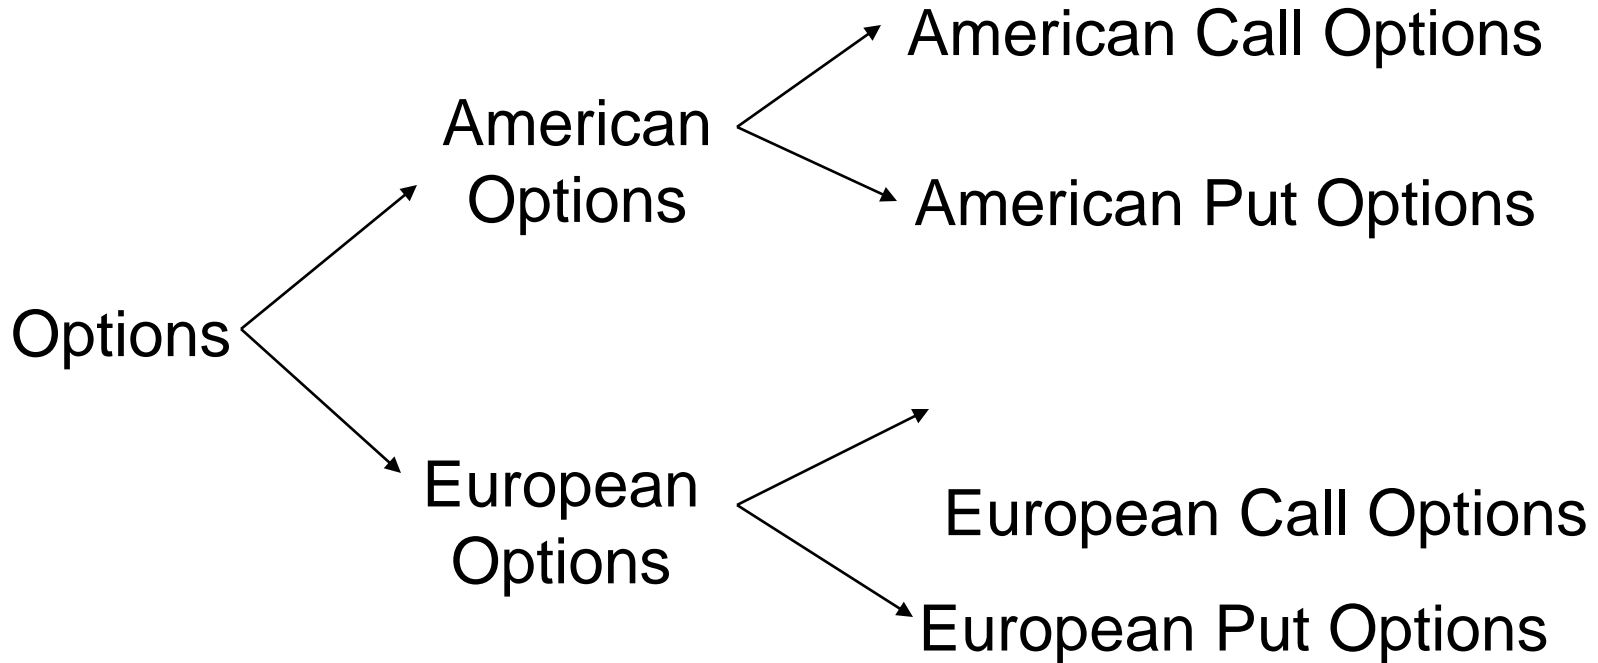 American Call Options
American
Options
American Put Options
Options
European
Options
European Call Options
European Put Options